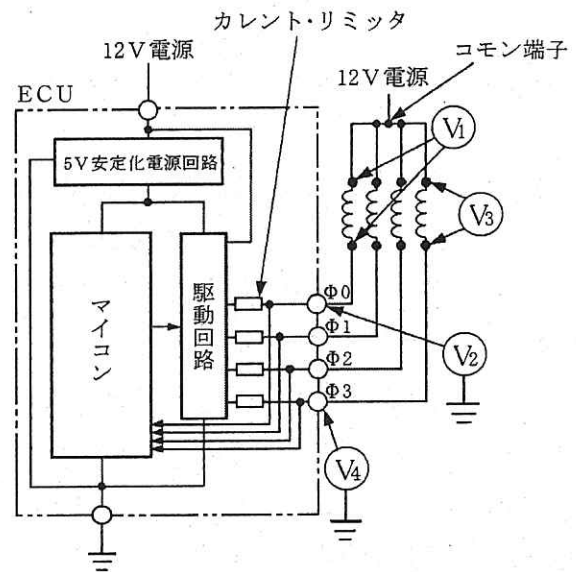 カレント・リミッタ
12V電源
コモン端子
12V電源
ECU
V1
5V安定化電源回路
V3
マイコン
駆動回路
Φ0
Φ1
Φ2
Φ3
V2
V4